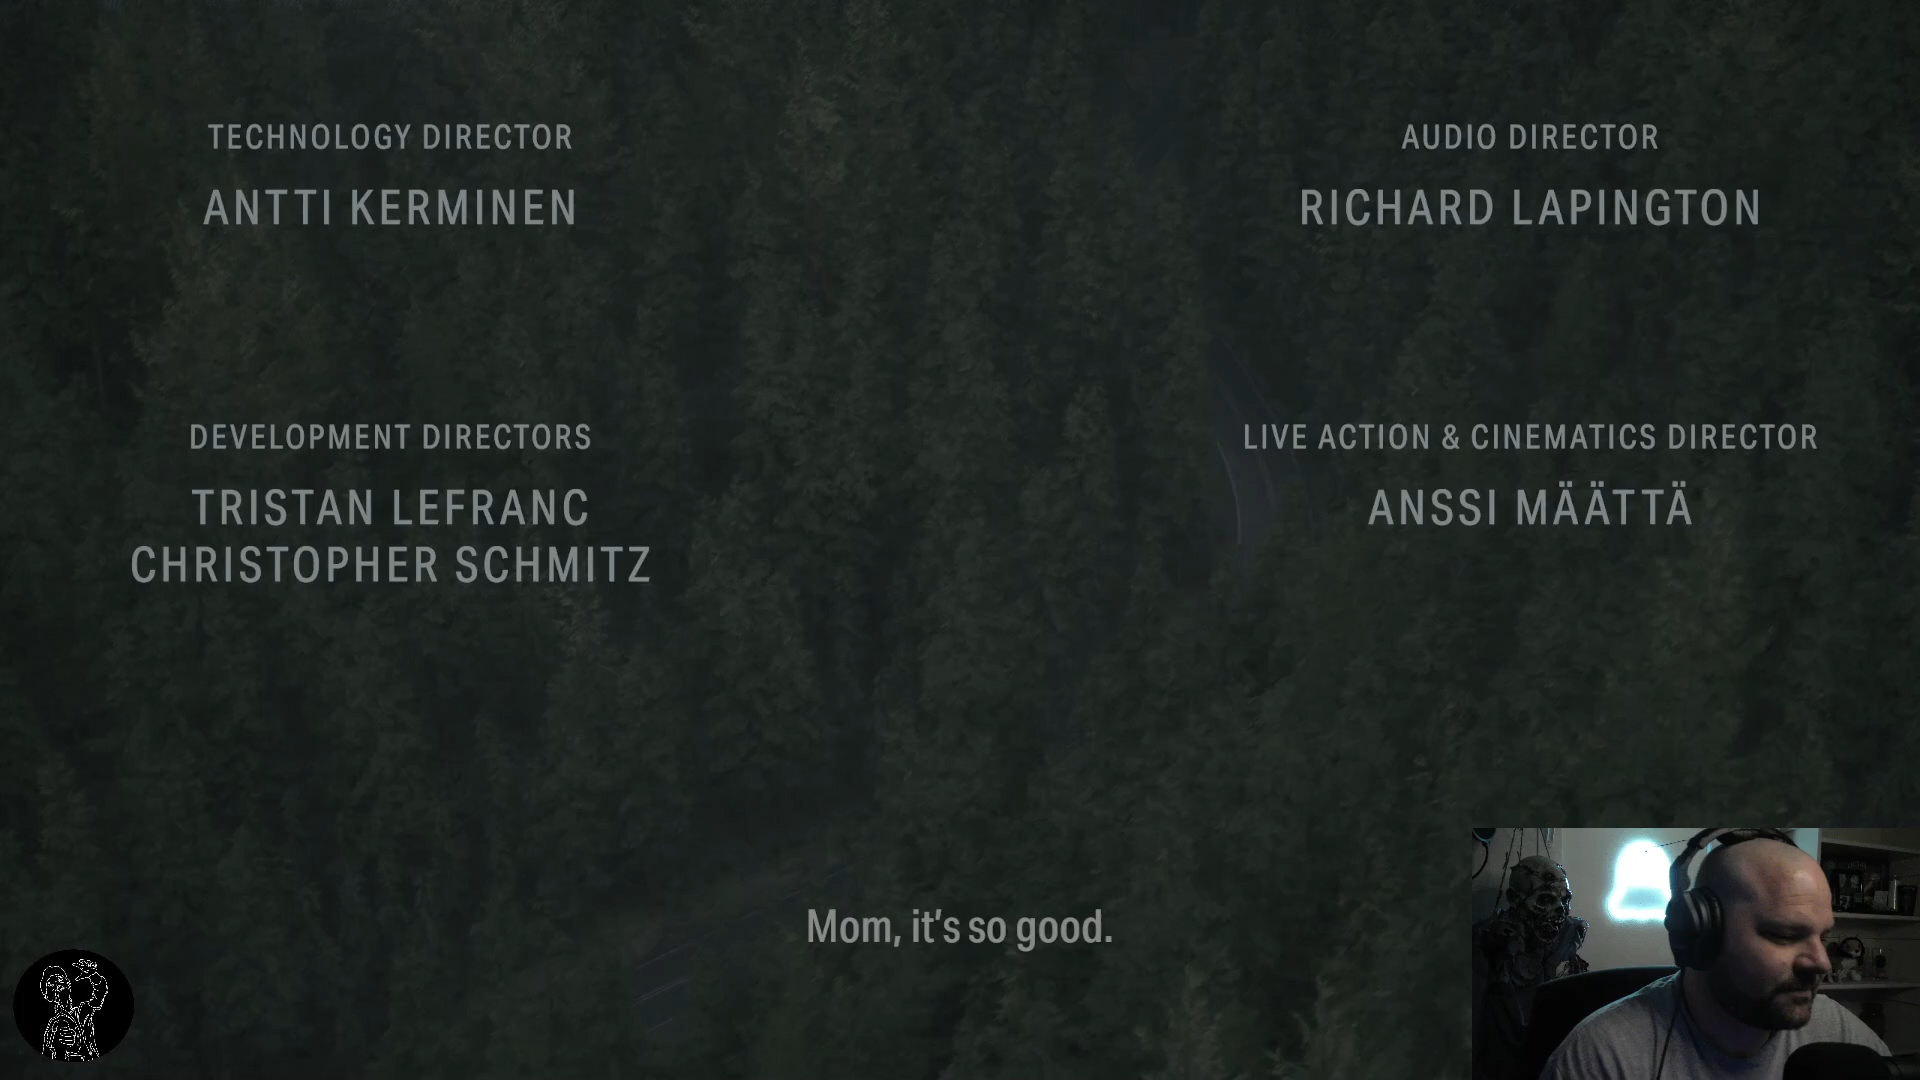 TECHNOLOGY DIRECTOR
ANTTI KERMINEN
AUDIO DIRECTOR
RICHARD LAPINGTON
DEVELOPMENT DIRECTORS
TRISTAN LEFRANC
CHRISTOPHER SCHMITZ
LIVE ACTION & CINEMATICS DIRECTOR
ANSSI MÄÄTTÄ
Mom, it's so good.